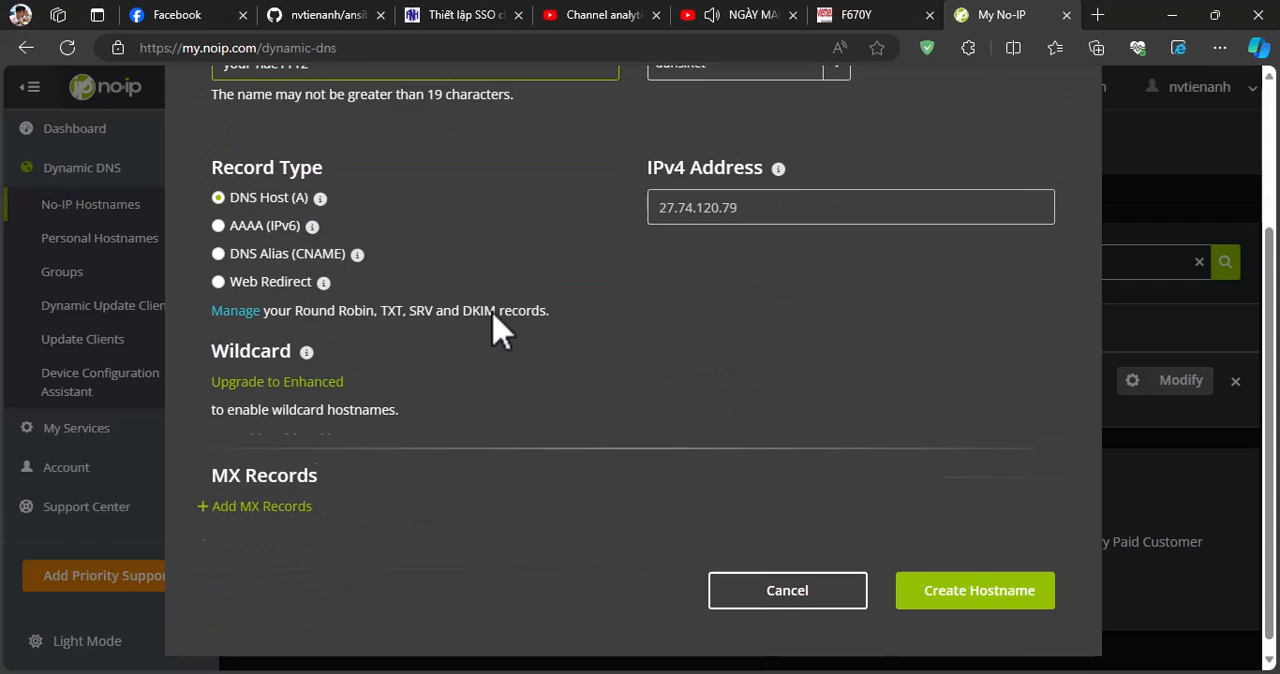 Facebook
nvtienanh/ansi
Thiết lập SSO c
Channel analyti
NGÀY MA
F670Y
My No-IP
https://my.noip.com/dynamic-dns
no-ip
nvtienanh
The name may not be greater than 19 characters.
Dashboard
Dynamic DNS
No-IP Hostnames
Personal Hostnames
Groups
Dynamic Update Clien
Update Clients
Device Configuration
Assistant
My Services
Account
Support Center
Add Priority Suppor
Light Mode
Record Type
DNS Host (A)
AAAA (IPv6)
DNS Alias (CNAME)
Web Redirect
Manage your Round Robin, TXT, SRV and DKIM records.
IPv4 Address
27.74.120.79
Wildcard
Upgrade to Enhanced
to enable wildcard hostnames.
MX Records
+ Add MX Records
Cancel
Create Hostname
Modify
ry Paid Customer